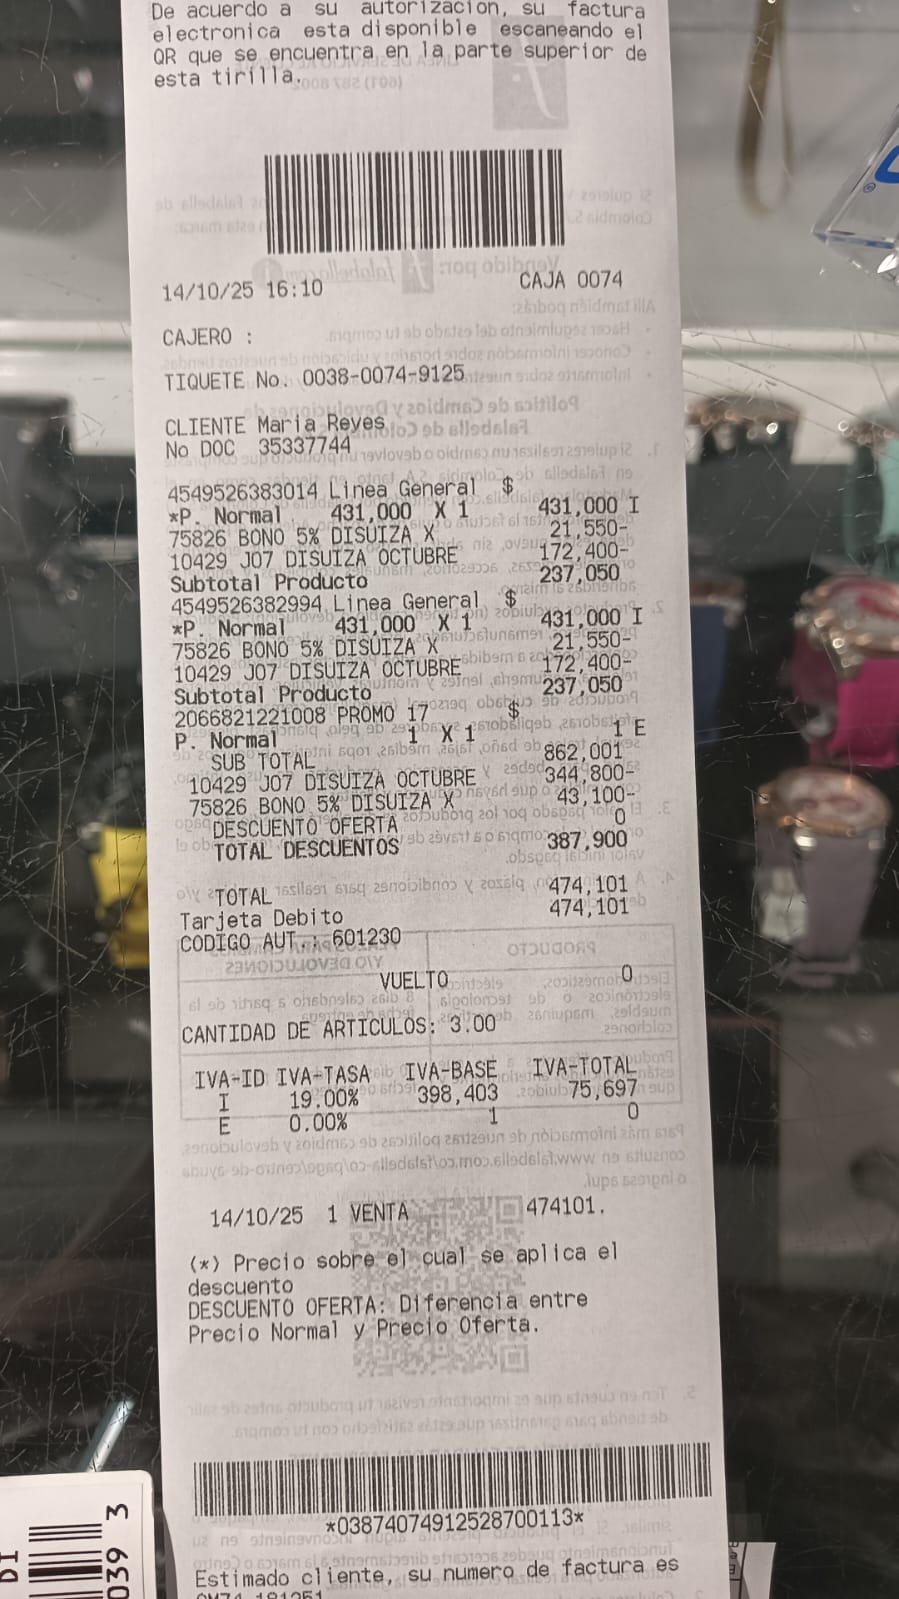 De acuerdo a su autorizacion, su factura
electronica esta disponible escaneando el
QR que se encuentra en la parte superior de
esta tirilla.
14/10/25 16:10 CAJA 0074
CAJERO :
TIQUETE No. 0038-0074-9125
CLIENTE Maria Reyes
No DOC 35337744
4549526383014 Linea General $
*P. Normal 431,000 X 1 431,000 I
75826 BONO 5% DISUIZA X 21,550-
10429 J07 DISUIZA OCTUBRE 172,400-
Subtotal Producto 237,050
4549526382994 Linea General $
*P. Normal 431,000 X 1 431,000 I
75826 BONO 5% DISUIZA X 21,550-
10429 J07 DISUIZA OCTUBRE 172,400-
Subtotal Producto 237,050
2066821221008 PROMO 17 $
P. Normal 1 X 1 1 E
SUB TOTAL 862,001
10429 J07 DISUIZA OCTUBRE 344,800-
75826 BONO 5% DISUIZA X 43,100-
DESCUENTO OFERTA 0
TOTAL DESCUENTOS 387,900
TOTAL 474,101
Tarjeta Debito 474,101
CODIGO AUT.: 601230
VUELTO 0
CANTIDAD DE ARTICULOS: 3.00
IVA-ID IVA-TASA IVA-BASE IVA-TOTAL
I 19.00% 398,403 75,697
E 0.00% 1 0
14/10/25 1 VENTA 474101.
(*) Precio sobre el cual se aplica el
descuento
DESCUENTO OFERTA: Diferencia entre
Precio Normal y Precio Oferta.
*03874074912528700113*
Estimado cliente, su numero de factura es
039 3